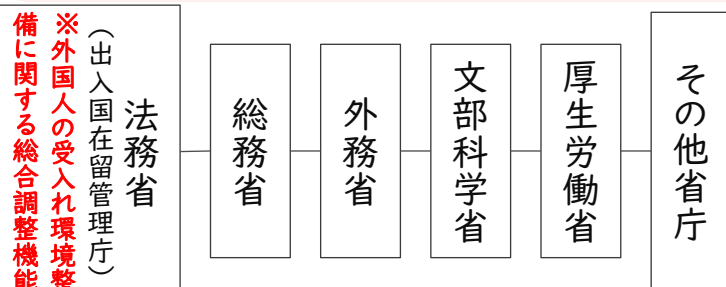 法務省
(出入国在留管理庁)
※外国人の受入れ環境整
備に関する総合調整機能
総務省
外務省
文部科学省
厚生労働省
その他省庁